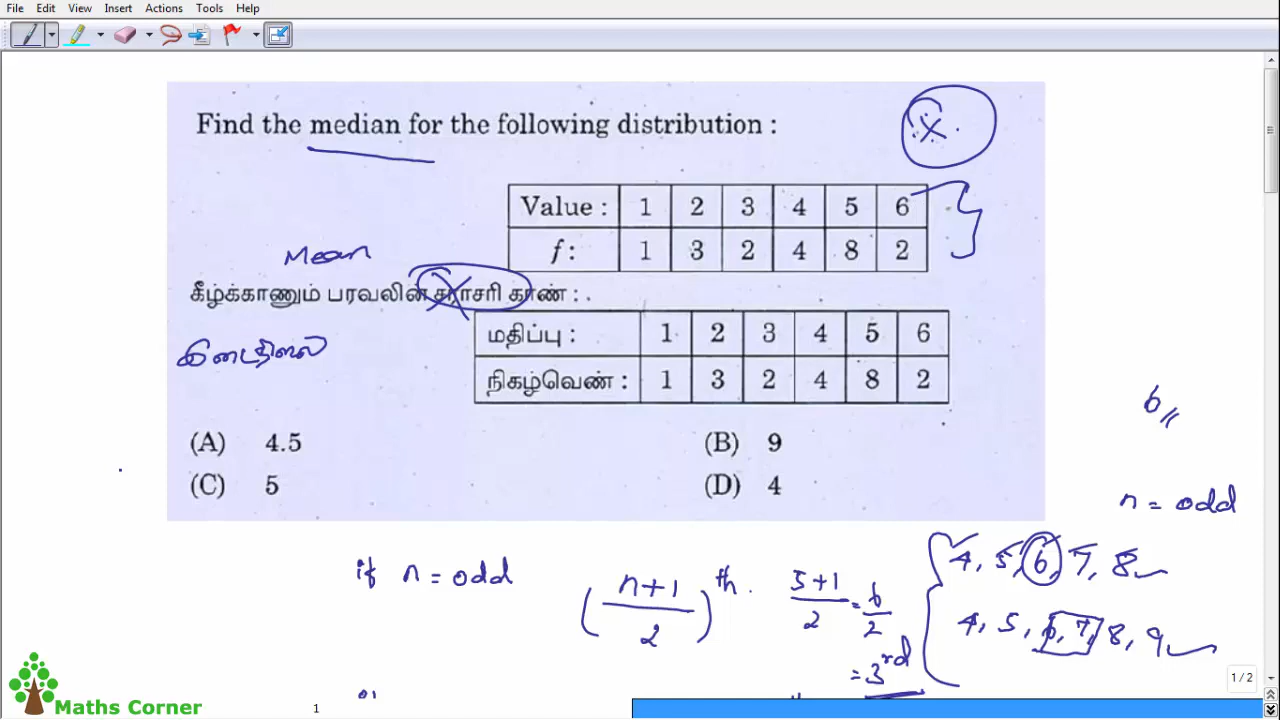 File Edit View Insert Actions Tools Help
Find the median for the following distribution :
x
Value : 1 2 3 4 5 6
f : 1 3 2 4 8 2
Mean
கீழ்க்காணும் பரவலின் சராசரி காண் :
இடைநிலை
மதிப்பு : 1 2 3 4 5 6
நிகழ்வெண் : 1 3 2 4 8 2
6
(A) 4.5 (B) 9
(C) 5 (D) 4
n = odd
if n = odd
(n+1/2)th
5+1/2 = 6/2
= 3rd
4, 5, 6, 7, 8
4, 5, 6, 7, 8, 9
1 / 2
Maths Corner
1